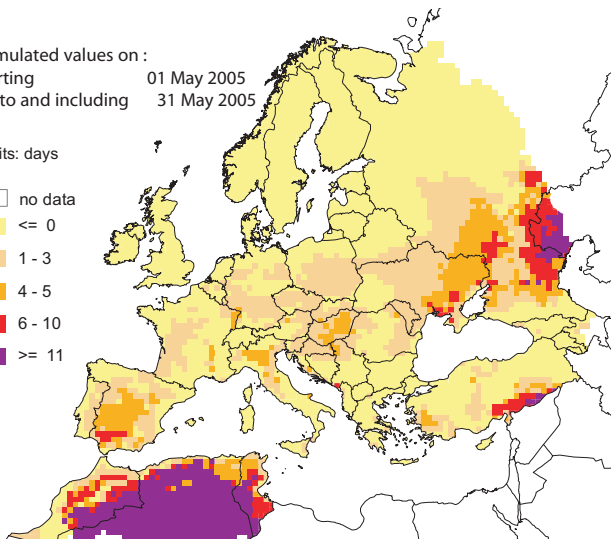 mulated values on :
rting 01 May 2005
to and including 31 May 2005
its: days
no data
<= 0
1 - 3
4 - 5
6 - 10
>= 11